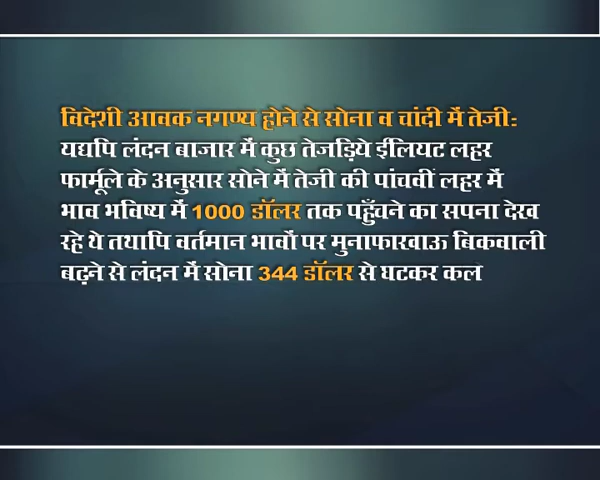 विदेशी आवक नगण्य होने से सोना व चांदी में तेजी:
यद्यपि लंदन बाजार में कुछ तेजड़िये ईलियट लहर
फार्मूले के अनुसार सोने में तेजी की पांचवीं लहर में
भाव भविष्य में 1000 डॉलर तक पहुँचने का सपना देख
रहे थे तथापि वर्तमान भावों पर मुनाफाखाऊ बिकवाली
बढ़ने से लंदन में सोना 344 डॉलर से घटकर कल